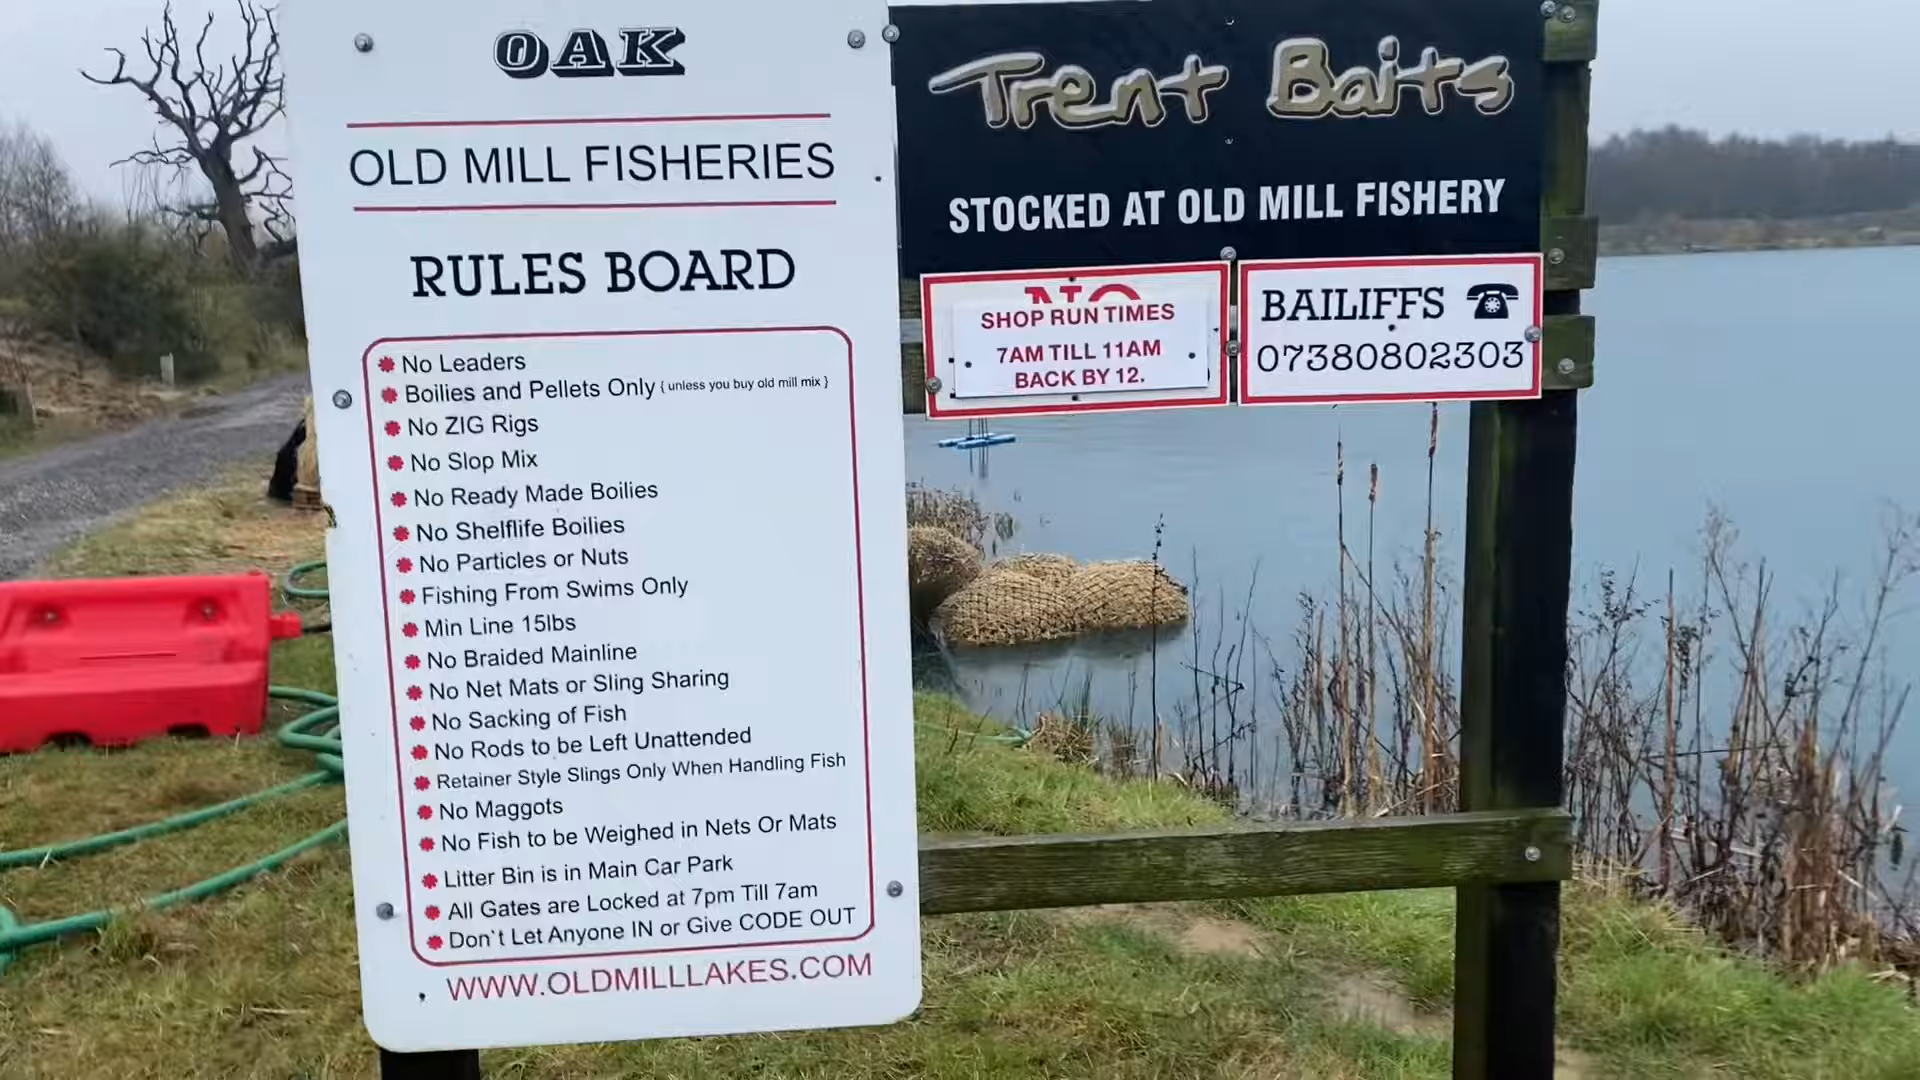 OAK
OLD MILL FISHERIES
RULES BOARD
No Leaders
Boilies and Pellets Only { unless you buy old mill mix }
No ZIG Rigs
No Slop Mix
No Ready Made Boilies
No Shelflife Boilies
No Particles or Nuts
Fishing From Swims Only
Min Line 15lbs
No Braided Mainline
No Net Mats or Sling Sharing
No Sacking of Fish
No Rods to be Left Unattended
Retainer Style Slings Only When Handling Fish
No Maggots
No Fish to be Weighed in Nets Or Mats
Litter Bin is in Main Car Park
All Gates are Locked at 7pm Till 7am
Don`t Let Anyone IN or Give CODE OUT
WWW.OLDMILLLAKES.COM
Trent Baits
STOCKED AT OLD MILL FISHERY
NO
SHOP RUN TIMES
7AM TILL 11AM
BACK BY 12.
BAILIFFS
07380802303